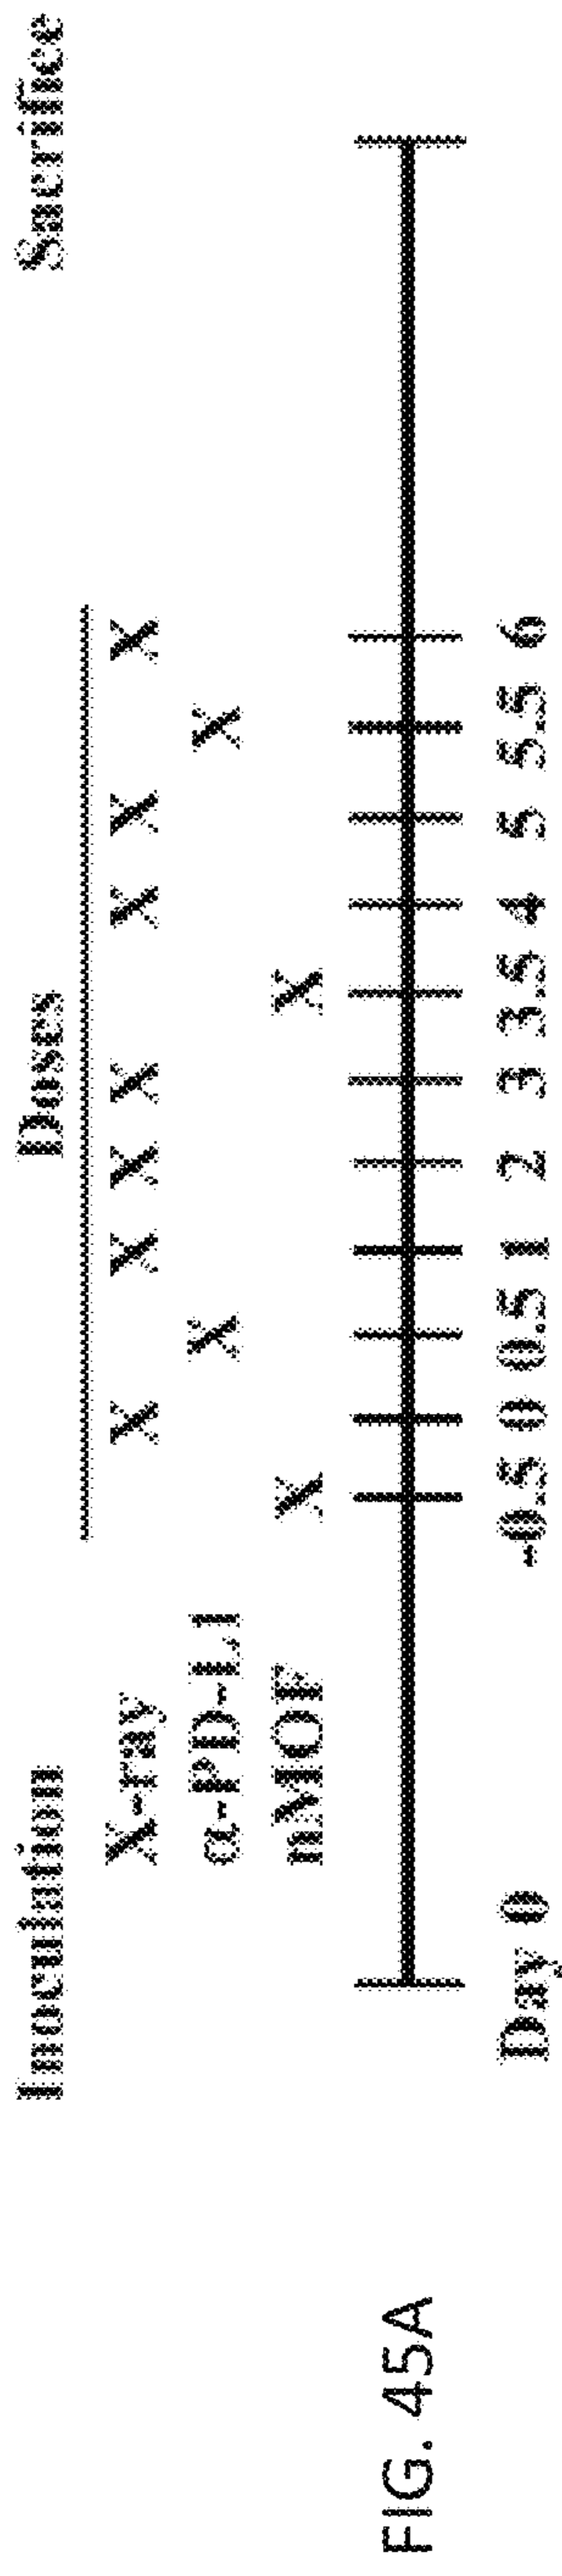 Inoculation Doses Sacrifice
X-ray X X X X X X X
α-PD-L1 X X
nMOF X X
FIG. 45A
Day 0 -0.5 0 0.5 1 2 3 3.5 4 5 5.5 6